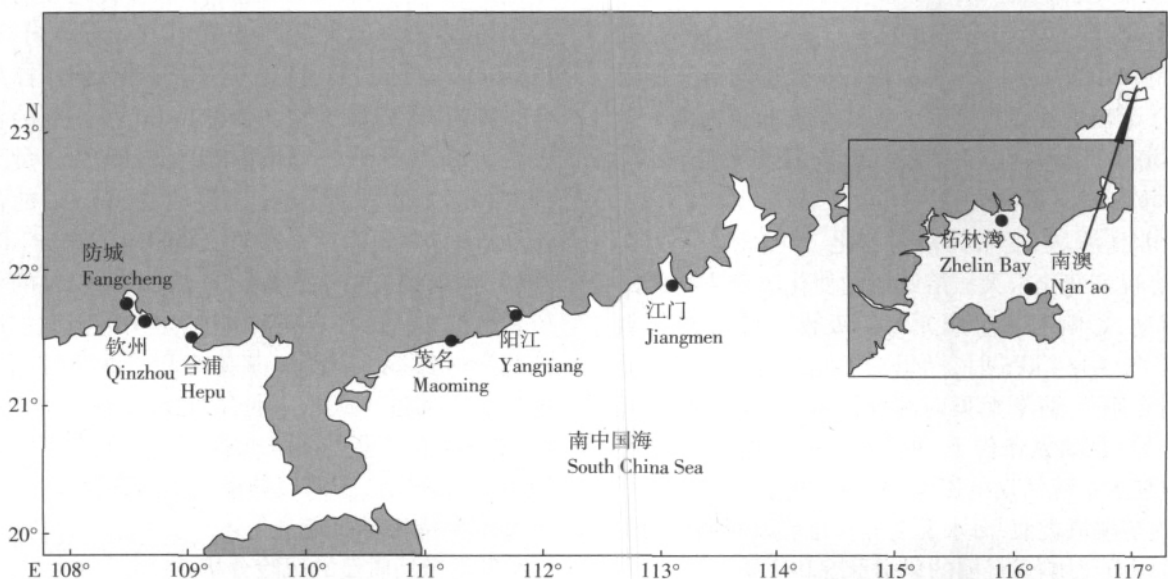 N
23°
22°
21°
20°
防城
Fangcheng
钦州
Qinzhou
合浦
Hepu
茂名
Maoming
阳江
Yangjiang
江门
Jiangmen
柘林湾
Zhelin Bay
南澳
Nan'ao
南中国海
South China Sea
E 108° 109° 110° 111° 112° 113° 114° 115° 116° 117°